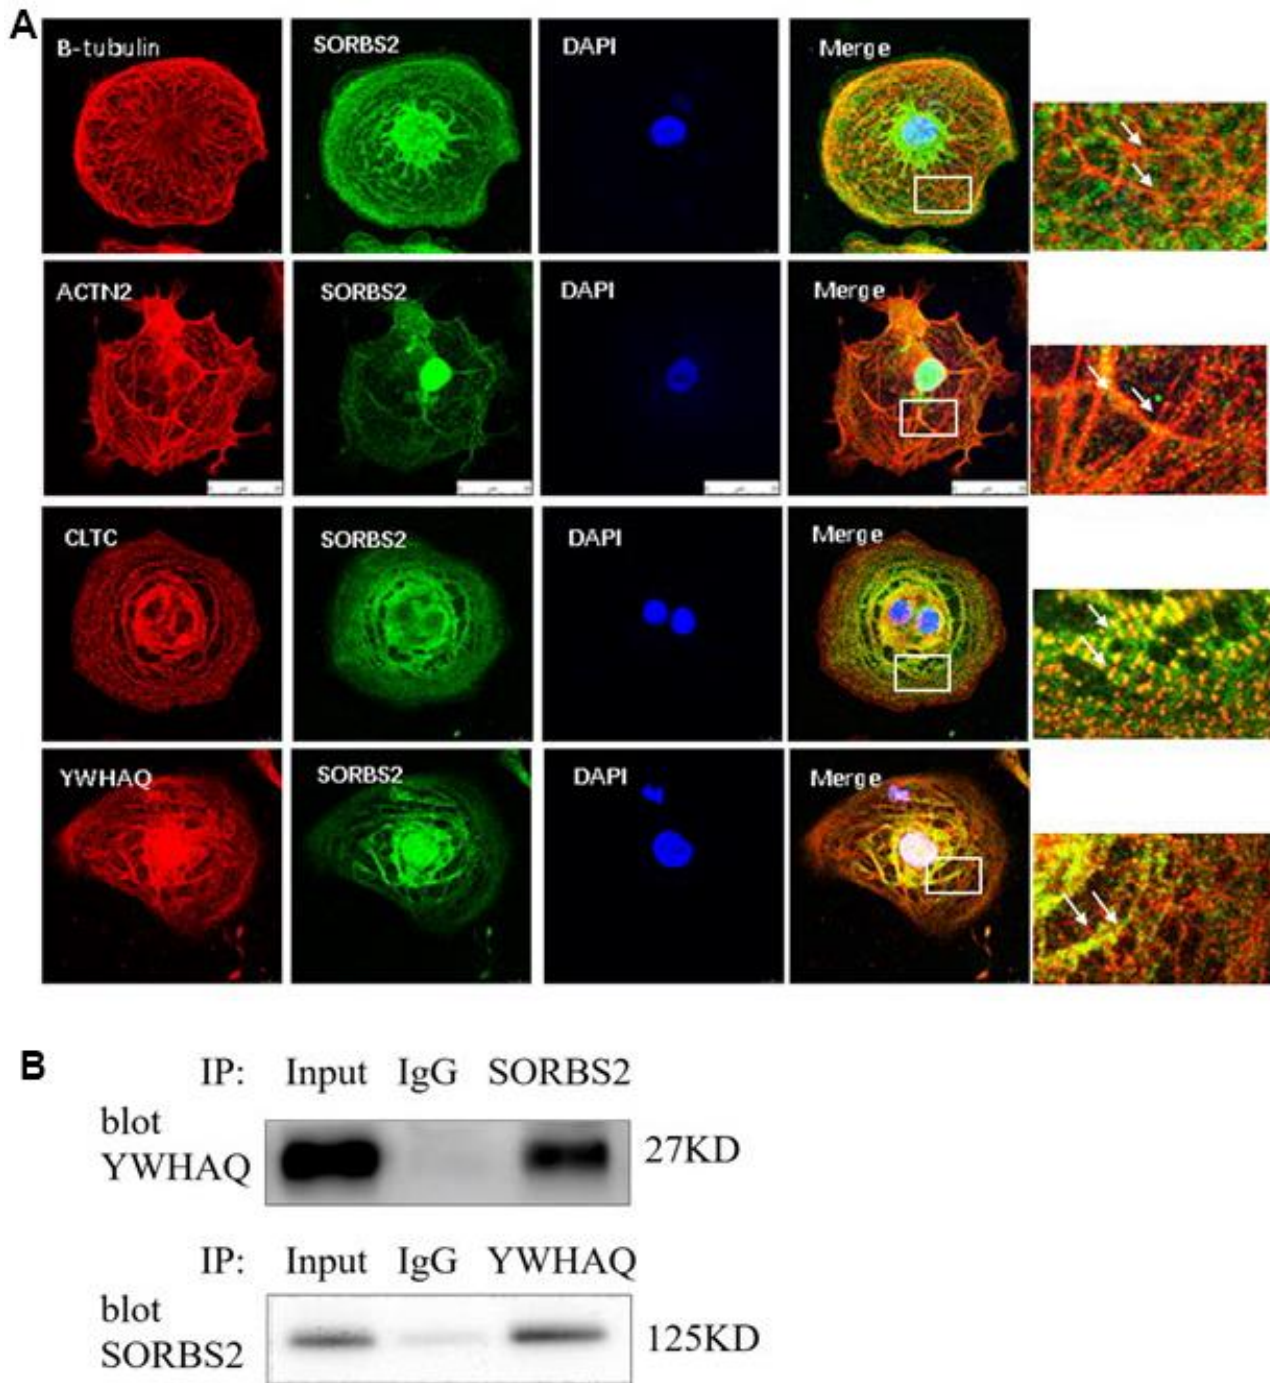 A
B-tubulin SORBS2 DAPI Merge
ACTN2 SORBS2 DAPI Merge
CLTC SORBS2 DAPI Merge
YWHAQ SORBS2 DAPI Merge
B
IP: Input IgG SORBS2
blot
YWHAQ 27KD
IP: Input IgG YWHAQ
blot
SORBS2 125KD